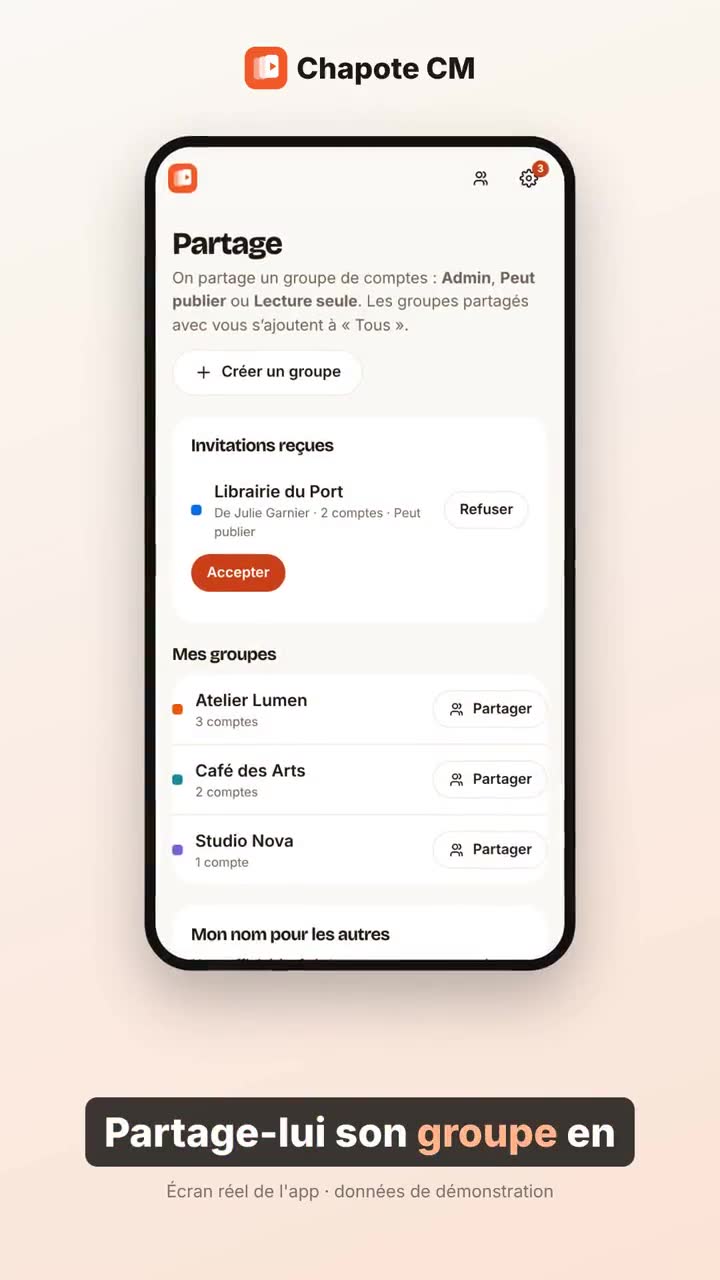 Chapote CM
3
Partage
On partage un groupe de comptes : Admin, Peut
publier ou Lecture seule. Les groupes partagés
avec vous s’ajoutent à « Tous ».
Créer un groupe
Invitations reçues
Librairie du Port
De Julie Garnier · 2 comptes · Peut
publier
Refuser
Accepter
Mes groupes
Atelier Lumen
3 comptes
Partager
Café des Arts
2 comptes
Partager
Studio Nova
1 compte
Partager
Mon nom pour les autres
Partage-lui son groupe en
Écran réel de l'app · données de démonstration